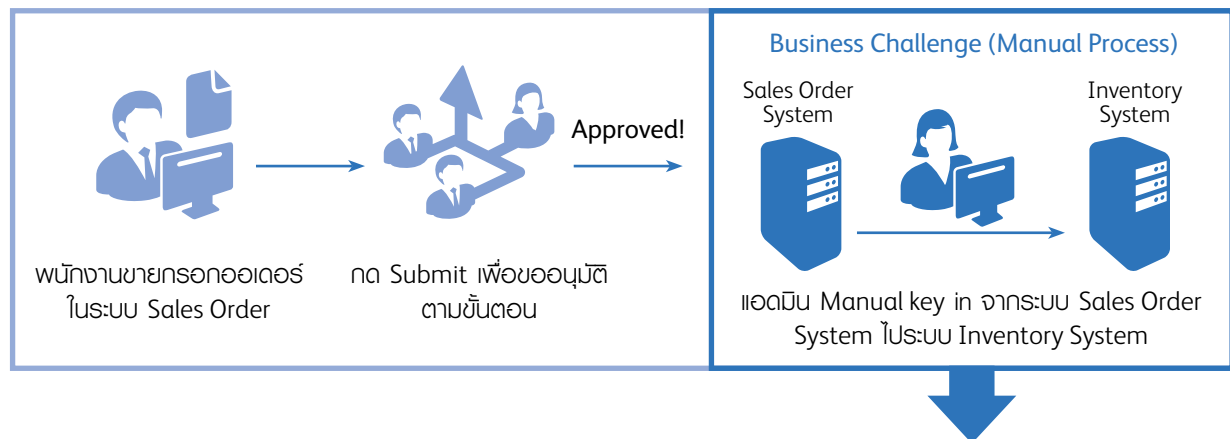 Business Challenge (Manual Process)
Sales Order
System
Inventory
System
Approved!
พนักงานขายกรอกออเดอร์
ในระบบ Sales Order
กด Submit เพื่อขออนุมัติ
ตามขั้นตอน
แอดมิน Manual key in จากระบบ Sales Order
System ไประบบ Inventory System